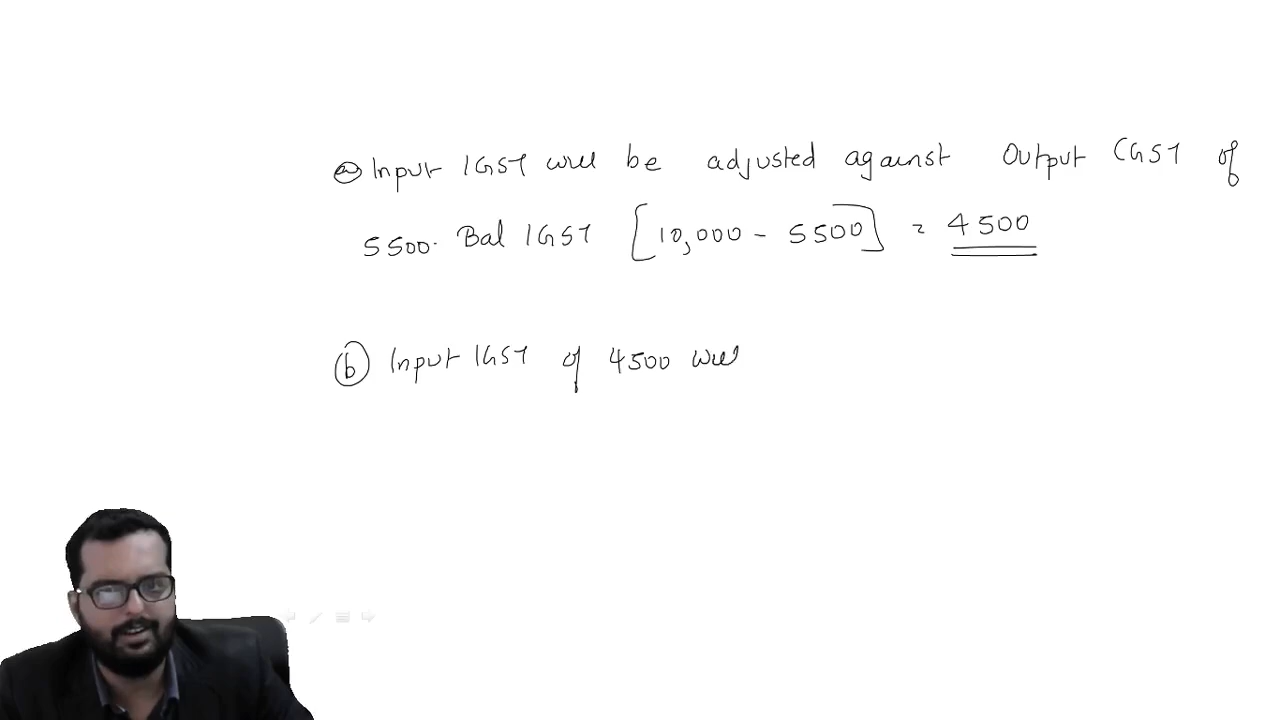 (a) Input IGST will be adjusted against Output CGST of
5500. Bal IGST [10,000 - 5500] = 4500
(b) Input IGST of 4500 will